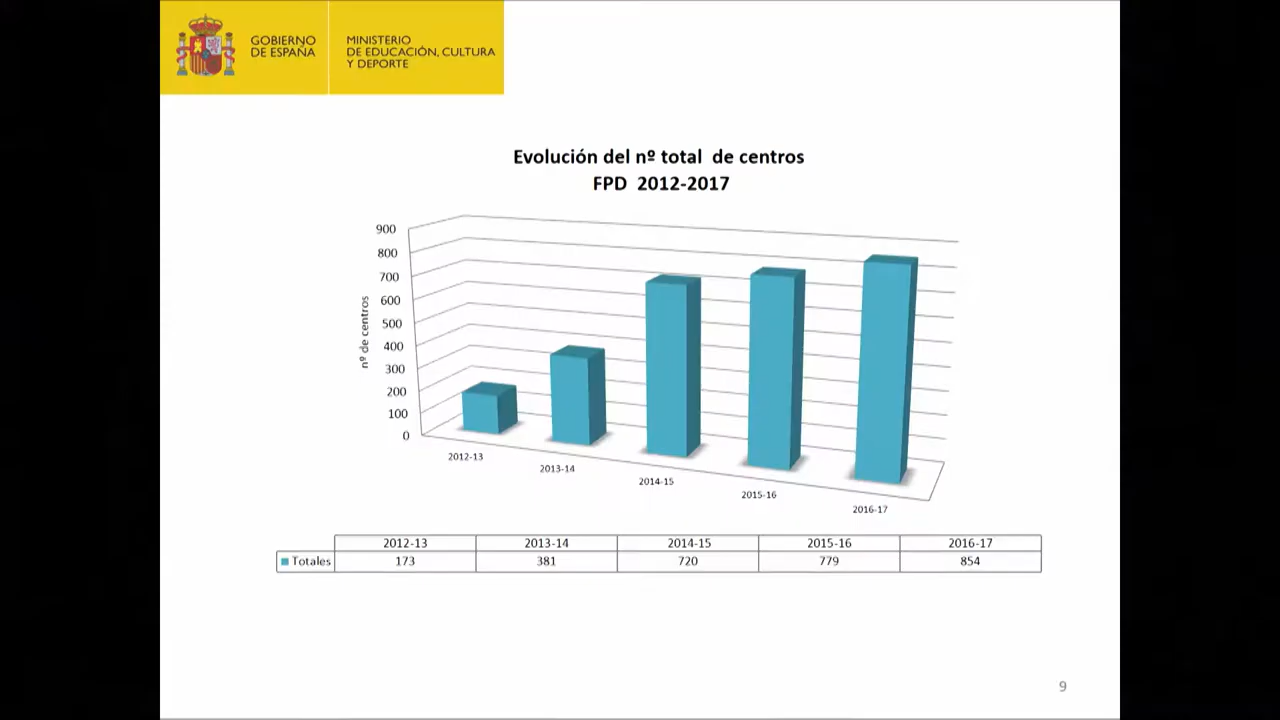 GOBIERNO
DE ESPAÑA
MINISTERIO
DE EDUCACIÓN, CULTURA
Y DEPORTE
Evolución del nº total de centros
FPD 2012-2017
nº de centros
900
800
700
600
500
400
300
200
100
0
2012-13
2013-14
2014-15
2015-16
2016-17
2012-13 2013-14 2014-15 2015-16 2016-17
Totales 173 381 720 779 854
9